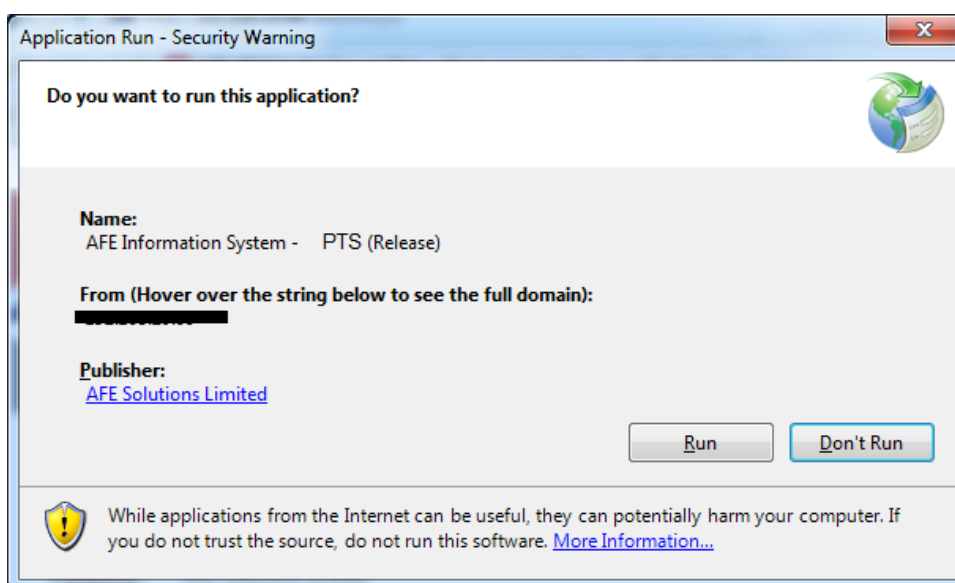 Application Run - Security Warning
Do you want to run this application?
Name:
AFE Information System - PTS (Release)
From (Hover over the string below to see the full domain):
Publisher:
AFE Solutions Limited
Run
Don't Run
While applications from the Internet can be useful, they can potentially harm your computer. If
you do not trust the source, do not run this software. More Information...